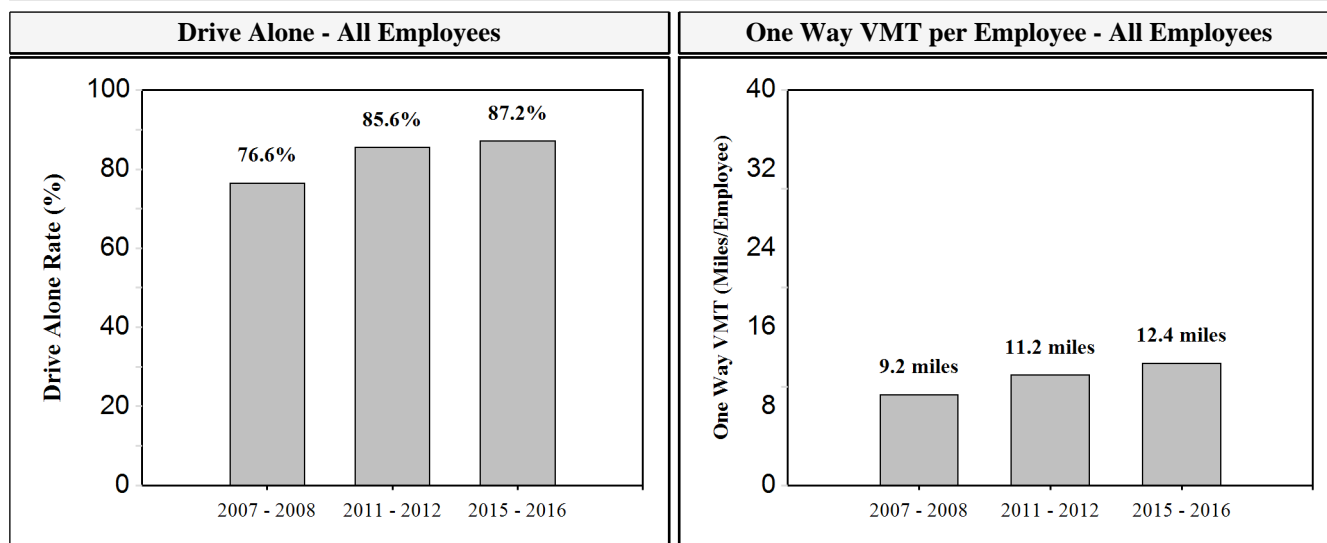 Drive Alone - All Employees
One Way VMT per Employee - All Employees
Drive Alone Rate (%)
100
80
60
40
20
0
76.6%
85.6%
87.2%
2007 - 2008
2011 - 2012
2015 - 2016
One Way VMT (Miles/Employee)
40
32
24
16
8
0
9.2 miles
11.2 miles
12.4 miles
2007 - 2008
2011 - 2012
2015 - 2016